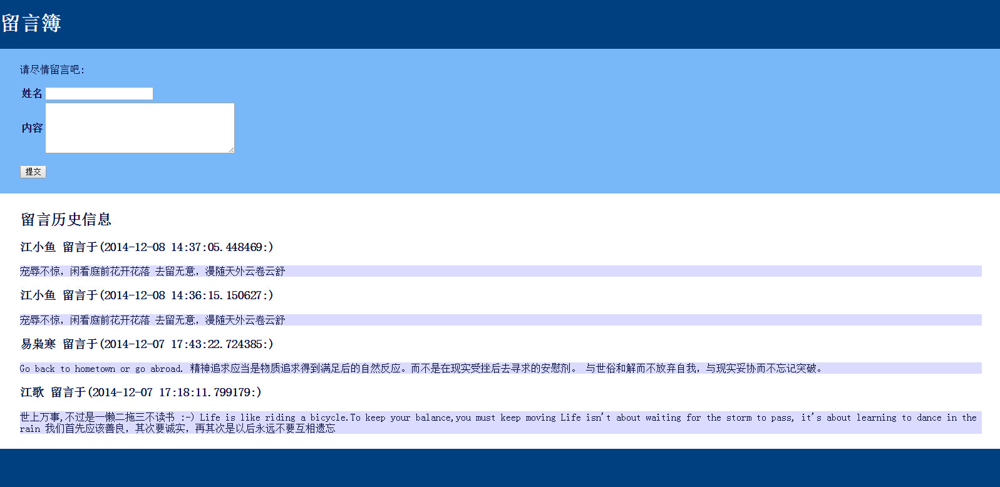 留言簿
请尽情留言吧:
姓名
内容
提交
留言历史信息
江小鱼 留言于(2014-12-08 14:37:05.448469:)
宠辱不惊，闲看庭前花开花落 去留无意，漫随天外云卷云舒
江小鱼 留言于(2014-12-08 14:36:15.150627:)
宠辱不惊，闲看庭前花开花落 去留无意，漫随天外云卷云舒
易枭寒 留言于(2014-12-07 17:43:22.724385:)
Go back to hometown or go abroad. 精神追求应当是物质追求得到满足后的自然反应。而不是在现实受挫后去寻求的安慰剂。 与世俗和解而不放弃自我，与现实妥协而不忘记突破。
江歌 留言于(2014-12-07 17:18:11.799179:)
世上万事,不过是一懒二拖三不读书 :-) Life is like riding a bicycle.To keep your balance,you must keep moving Life isn't about waiting for the storm to pass, it's about learning to dance in the
rain 我们首先应该善良，其次要诚实，再其次是以后永远不要互相遗忘